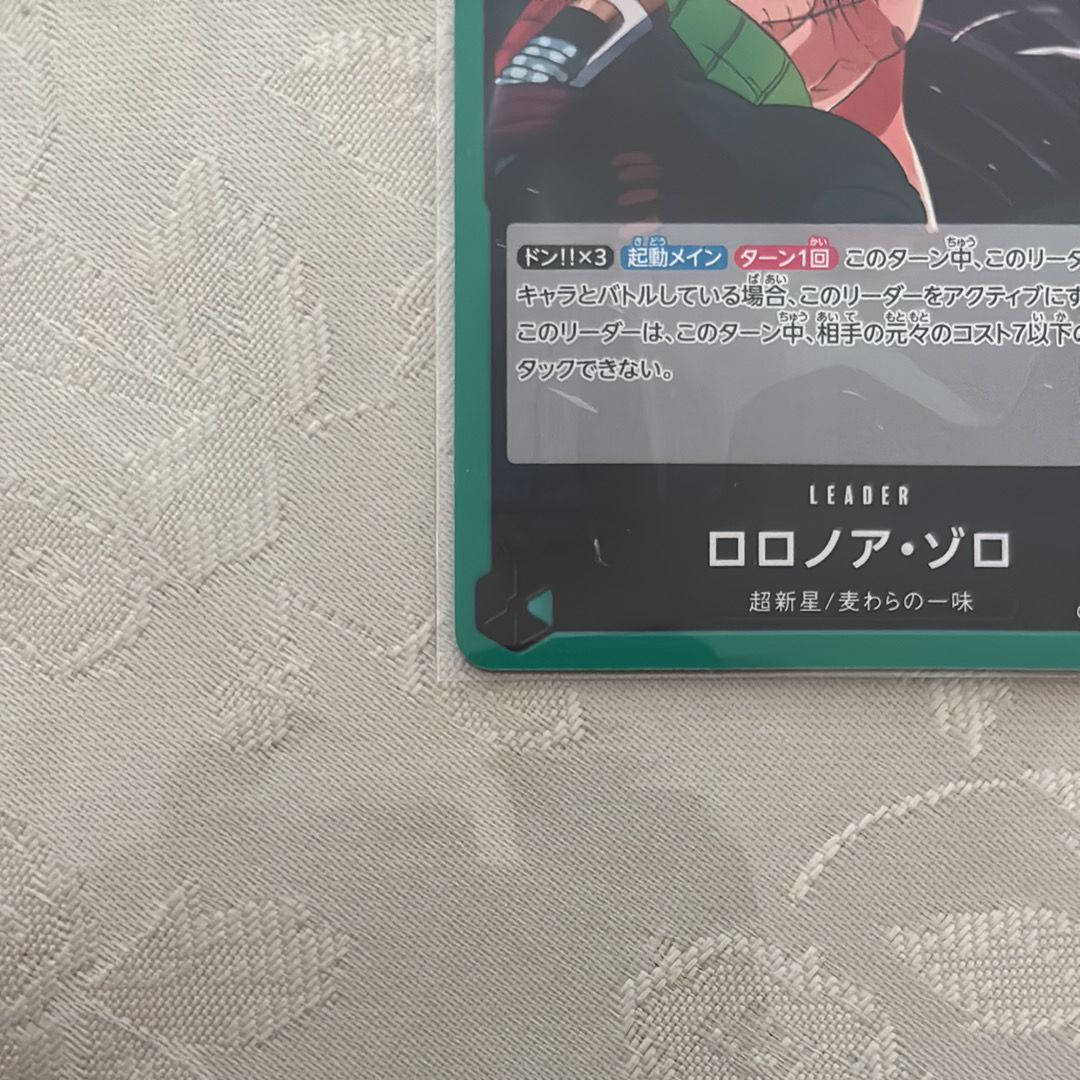 ドン!!×3 起動メイン ターン1回 このターン中、このリーダ
キャラとバトルしている場合、このリーダーをアクティブにす
このリーダーは、このターン中、相手の元々のコスト7以下の
タックできない。
LEADER
ロロノア・ゾロ
超新星/麦わらの一味